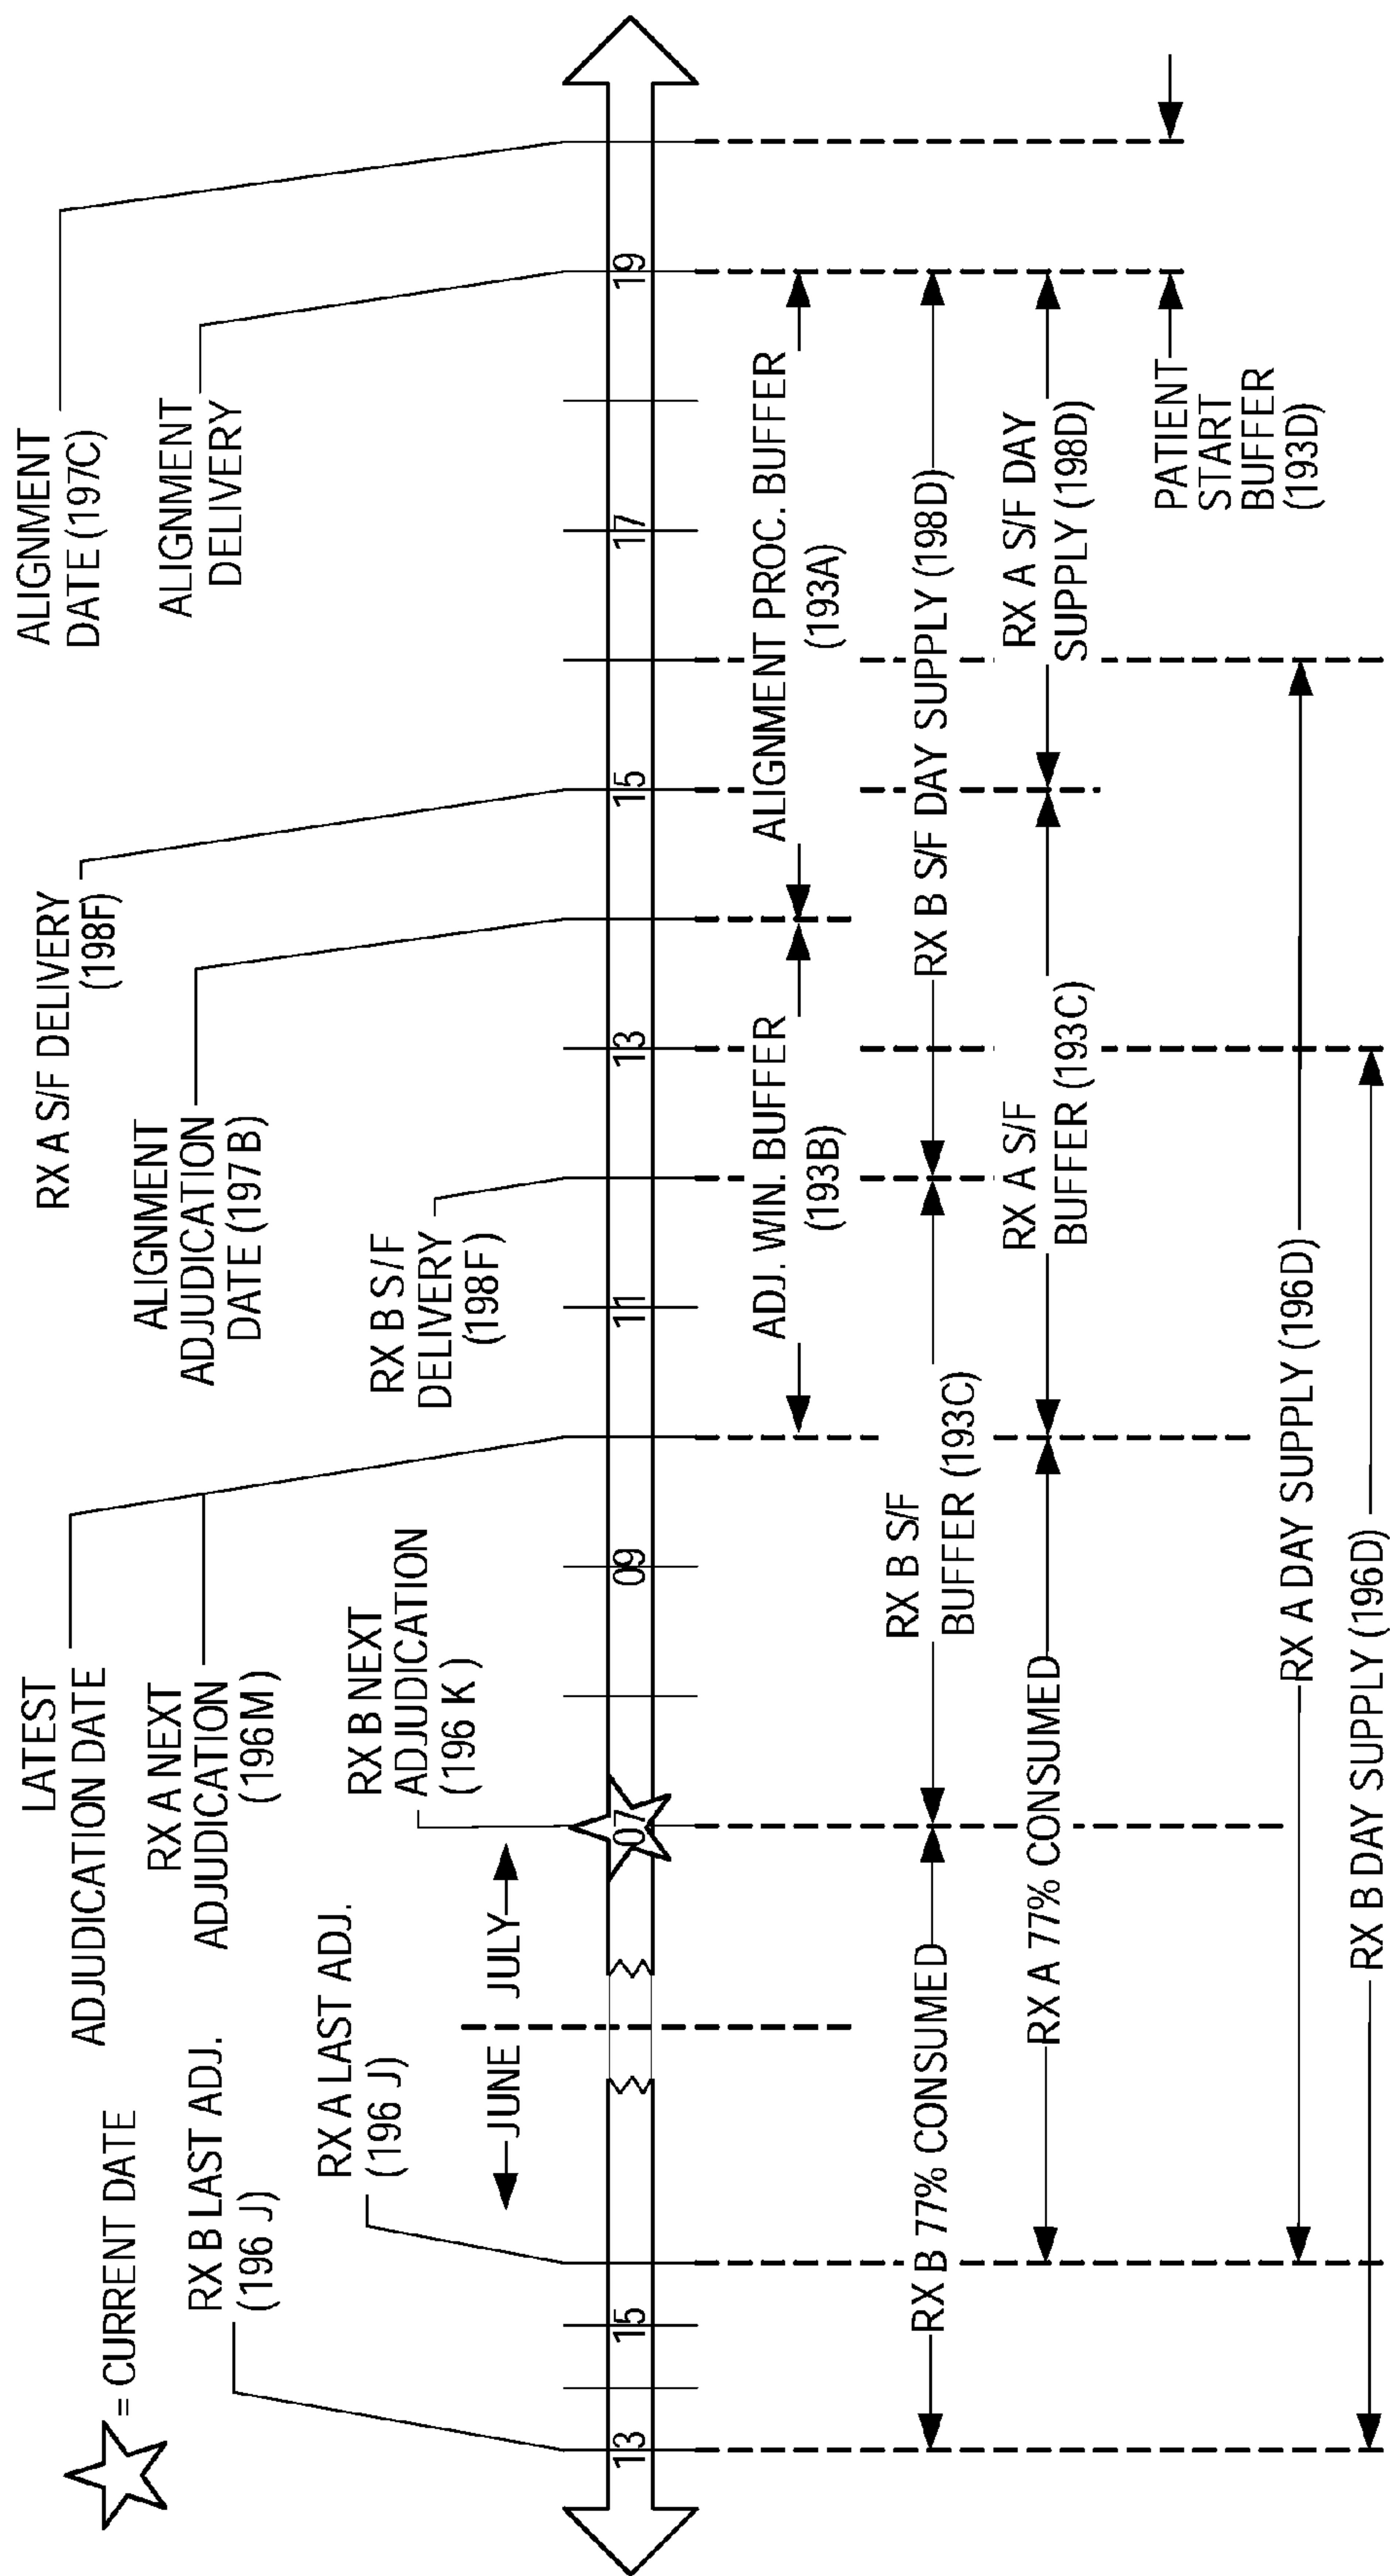 = CURRENT DATE
LATEST
ADJUDICATION DATE
RX A S/F DELIVERY
(198F)
ALIGNMENT
DATE (197C)
RX B LAST ADJ.
(196 J)
RX A NEXT
ADJUDICATION
(196M)
ALIGNMENT
ADJUDICATION
DATE (197B)
ALIGNMENT
DELIVERY
RX A LAST ADJ.
(196 J)
RX B NEXT
ADJUDICATION
(196 K)
RX B S/F
DELIVERY
(198F)
JUNE
JULY
13
15
07
09
11
13
15
17
19
ADJ. WIN. BUFFER
(193B)
ALIGNMENT PROC. BUFFER
(193A)
RX B 77% CONSUMED
RX B S/F
BUFFER (193C)
RX B S/F DAY SUPPLY (198D)
RX A 77% CONSUMED
RX A S/F
BUFFER (193C)
RX A S/F DAY
SUPPLY (198D)
PATIENT
START
BUFFER
(193D)
RX A DAY SUPPLY (196D)
RX B DAY SUPPLY (196D)